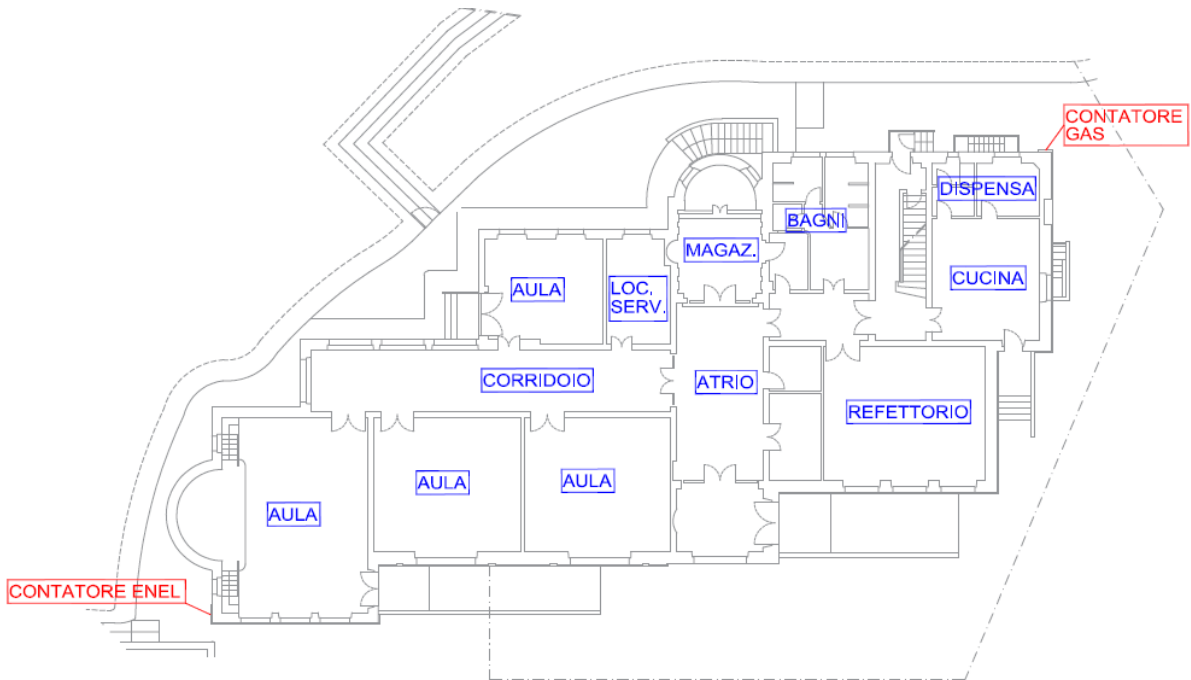 CONTATORE
GAS
DISPENSA
BAGNI
MAGAZ.
CUCINA
AULA
LOC.
SERV.
CORRIDOIO
ATRIO
REFETTORIO
AULA
AULA
AULA
CONTATORE ENEL